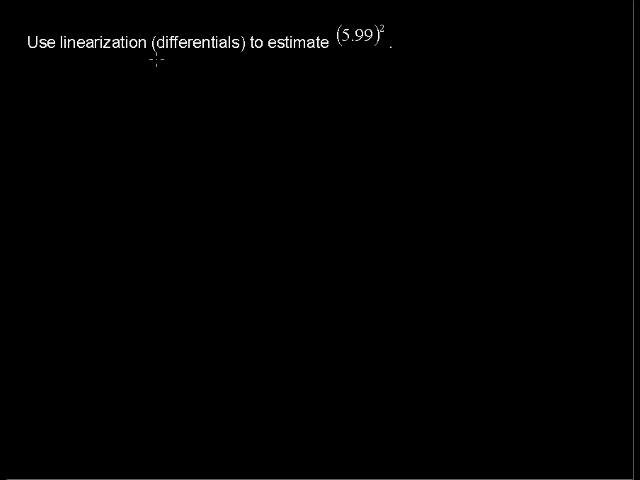 Use linearization (differentials) to estimate (5.99)².